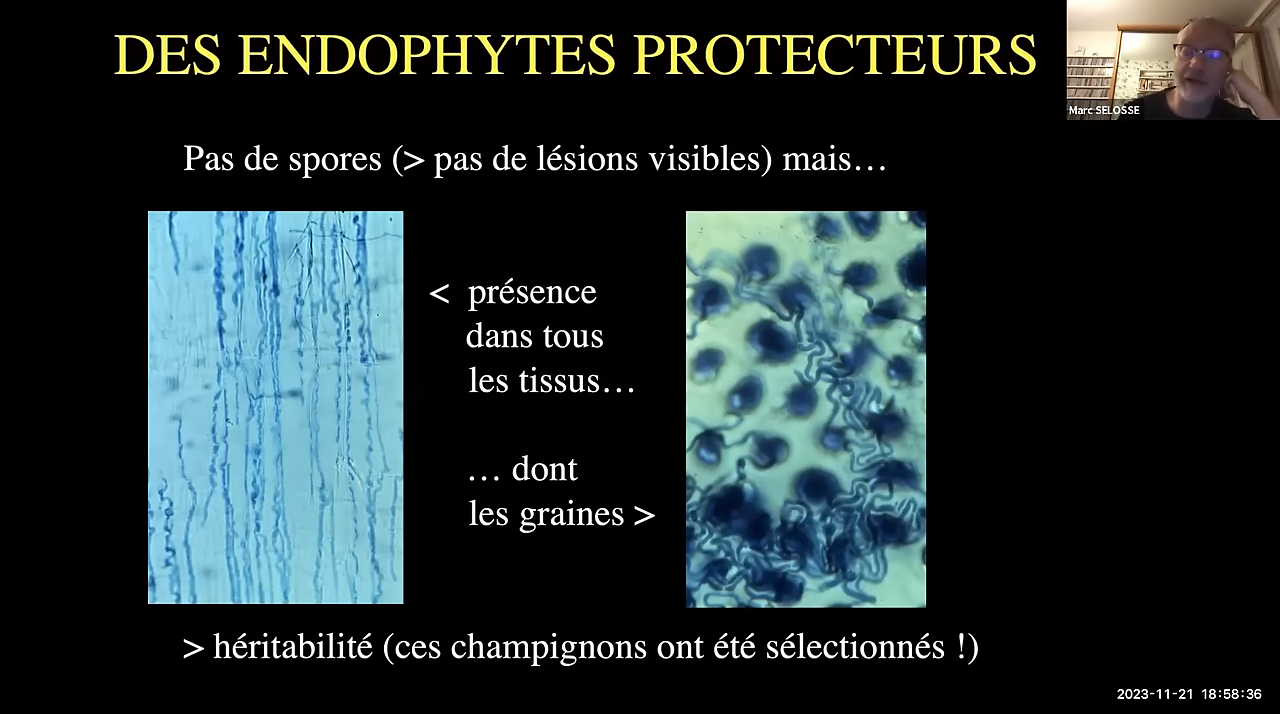 DES ENDOPHYTES PROTECTEURS
Marc SELOSSE
Pas de spores (> pas de lésions visibles) mais…
< présence
dans tous
les tissus…
… dont
les graines >
> héritabilité (ces champignons ont été sélectionnés !)
2023-11-21 18:58:36